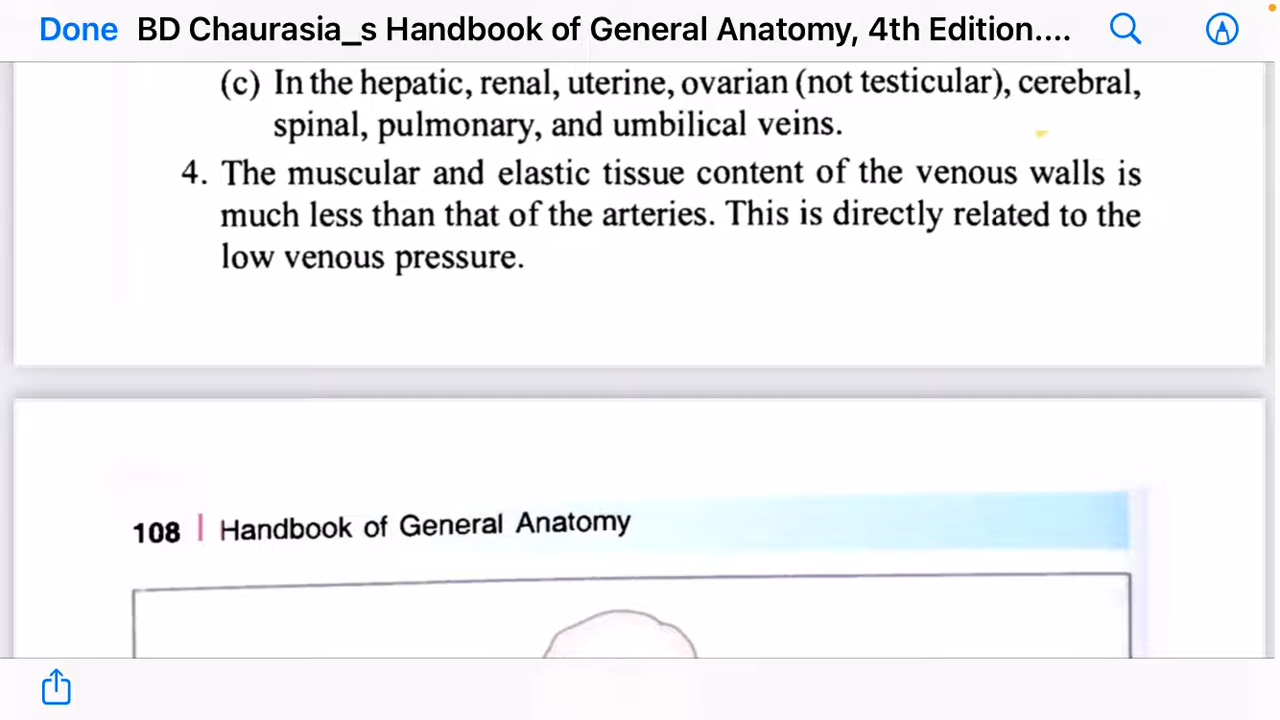 Done BD Chaurasia_s Handbook of General Anatomy, 4th Edition....
(c) In the hepatic, renal, uterine, ovarian (not testicular), cerebral,
spinal, pulmonary, and umbilical veins.
4. The muscular and elastic tissue content of the venous walls is
much less than that of the arteries. This is directly related to the
low venous pressure.
108 | Handbook of General Anatomy